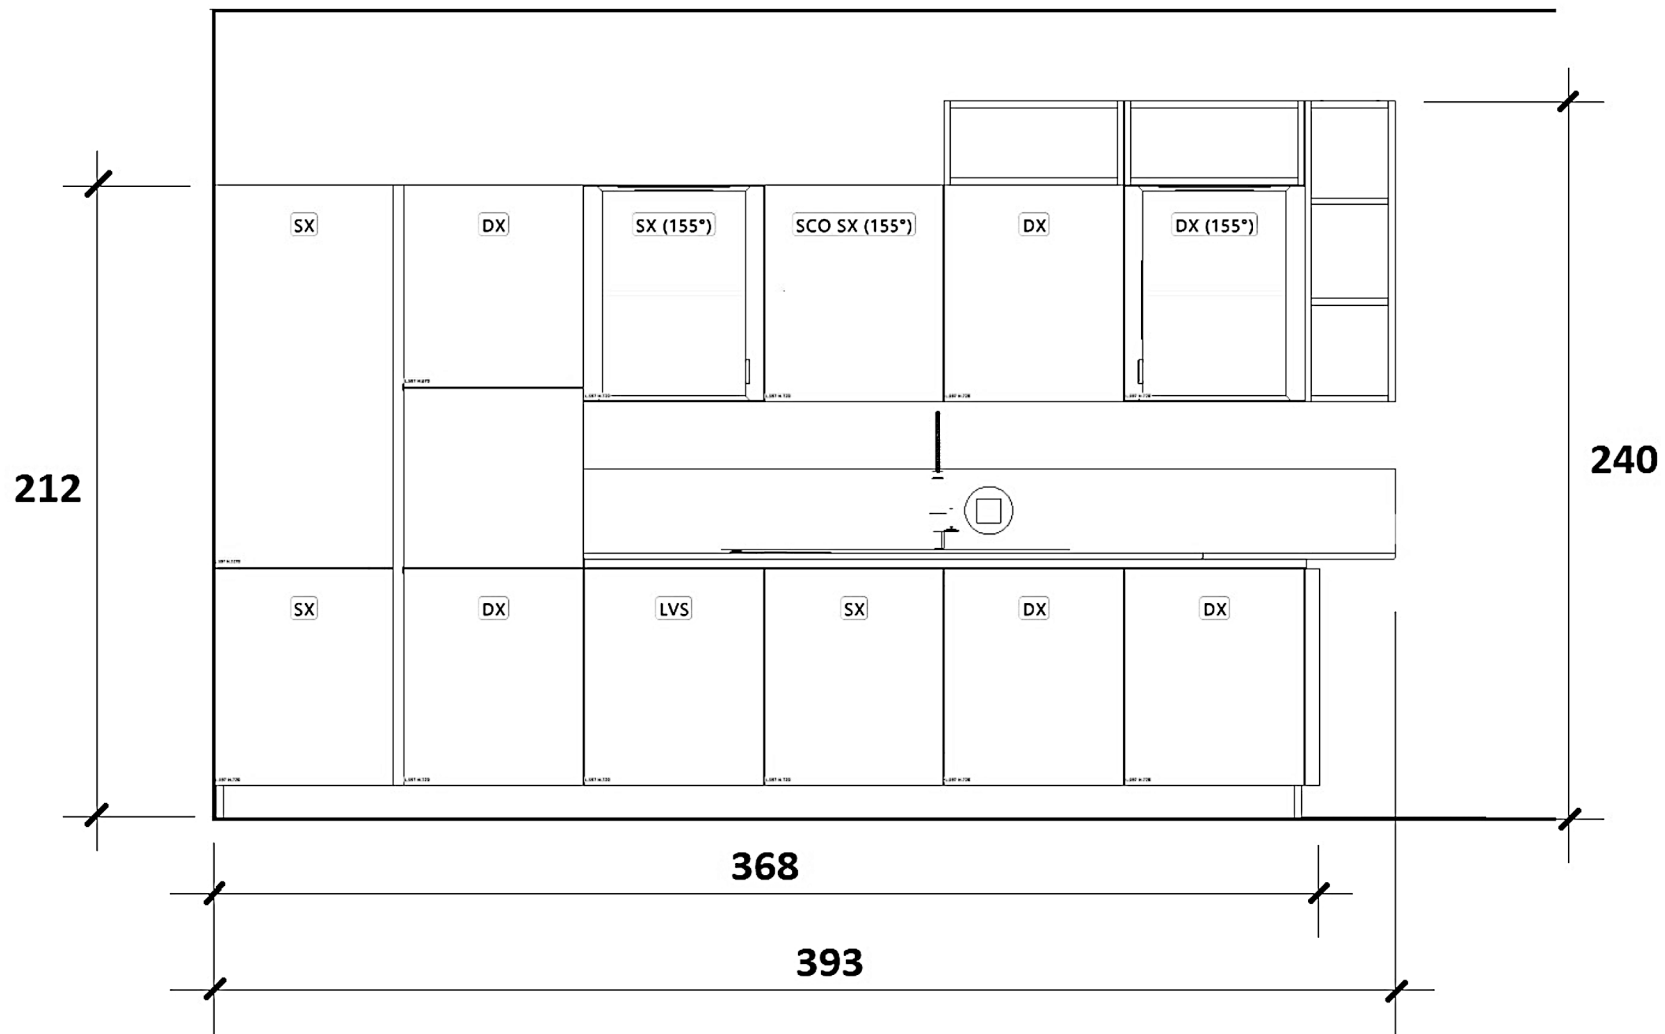 SX
DX
SX (155°)
SCO SX (155°)
DX
DX (155°)
212
240
SX
DX
LVS
SX
DX
DX
368
393